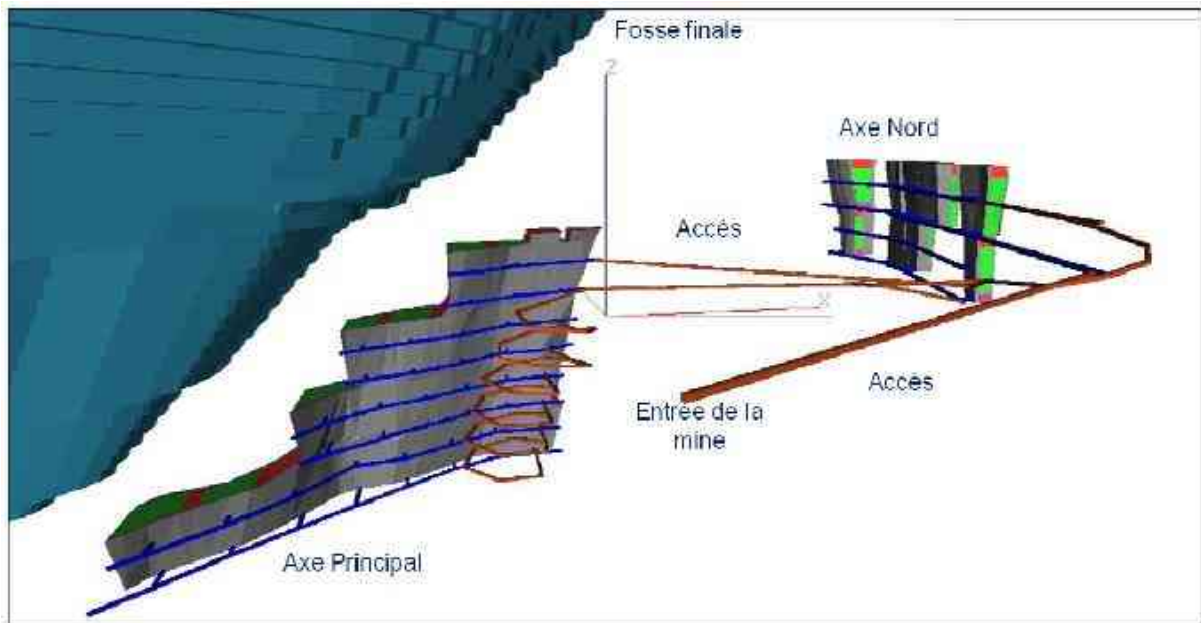 Fosse finale
Z
Axe Nord
Accès
X
Accès
Entrée de la
mine
Axe Principal